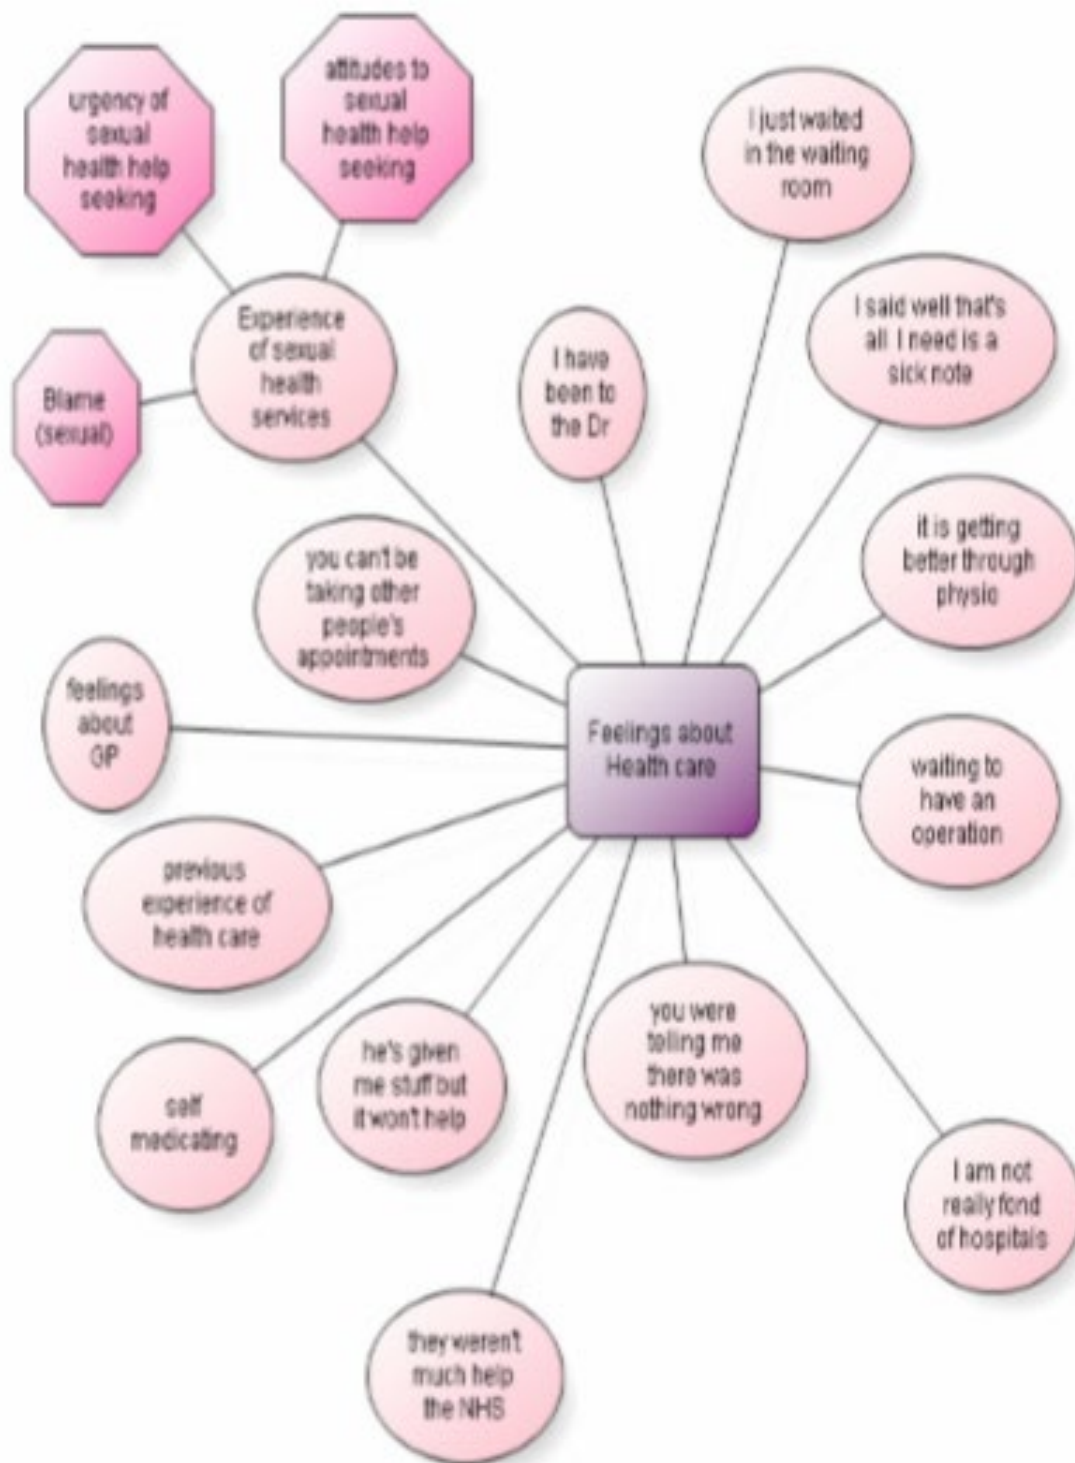 urgency of
sexual
health help
seeking
attitudes to
sexual
health help
seeking
I just waited
in the waiting
room
Experience
of sexual
health
services
I have
been to
the Dr
I said well that's
all I need is a
sick note
Blame
(sexual)
it is getting
better through
physio
you can't be
taking other
people's
appointments
feelings
about
GP
Feelings about
Health care
waiting to
have an
operation
previous
experience of
health care
self
medicating
he's given
me stuff but
it won't help
you were
telling me
there was
nothing wrong
I am not
really fond
of hospitals
they weren't
much help
the NHS